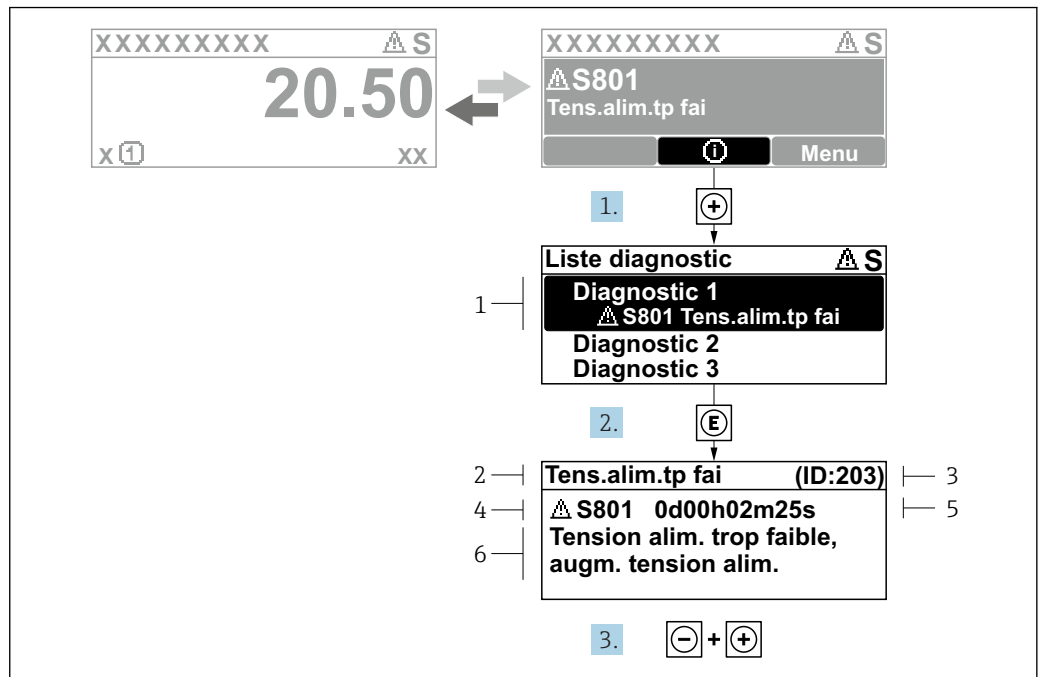 XXXXXXXXX ⚠ S
20.50
x ① xx
XXXXXXXXX ⚠ S
⚠ S801
Tens.alim.tp fai
ⓘ Menu
1. +
Liste diagnostic ⚠ S
1
Diagnostic 1
⚠ S801 Tens.alim.tp fai
Diagnostic 2
Diagnostic 3
2. E
2 Tens.alim.tp fai (ID:203) 3
4 ⚠ S801 0d00h02m25s 5
6
Tension alim. trop faible,
augm. tension alim.
3. − + +